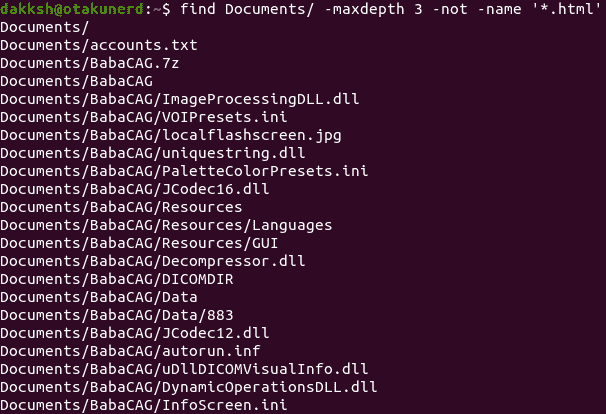 dakksh@otakunerd:~$ find Documents/ -maxdepth 3 -not -name '*.html'
Documents/
Documents/accounts.txt
Documents/BabaCAG.7z
Documents/BabaCAG
Documents/BabaCAG/ImageProcessingDLL.dll
Documents/BabaCAG/VOIPresets.ini
Documents/BabaCAG/localflashscreen.jpg
Documents/BabaCAG/uniquestring.dll
Documents/BabaCAG/PaletteColorPresets.ini
Documents/BabaCAG/JCodec16.dll
Documents/BabaCAG/Resources
Documents/BabaCAG/Resources/Languages
Documents/BabaCAG/Resources/GUI
Documents/BabaCAG/Decompressor.dll
Documents/BabaCAG/DICOMDIR
Documents/BabaCAG/Data
Documents/BabaCAG/Data/883
Documents/BabaCAG/JCodec12.dll
Documents/BabaCAG/autorun.inf
Documents/BabaCAG/uDllDICOMVisualInfo.dll
Documents/BabaCAG/DynamicOperationsDLL.dll
Documents/BabaCAG/InfoScreen.ini